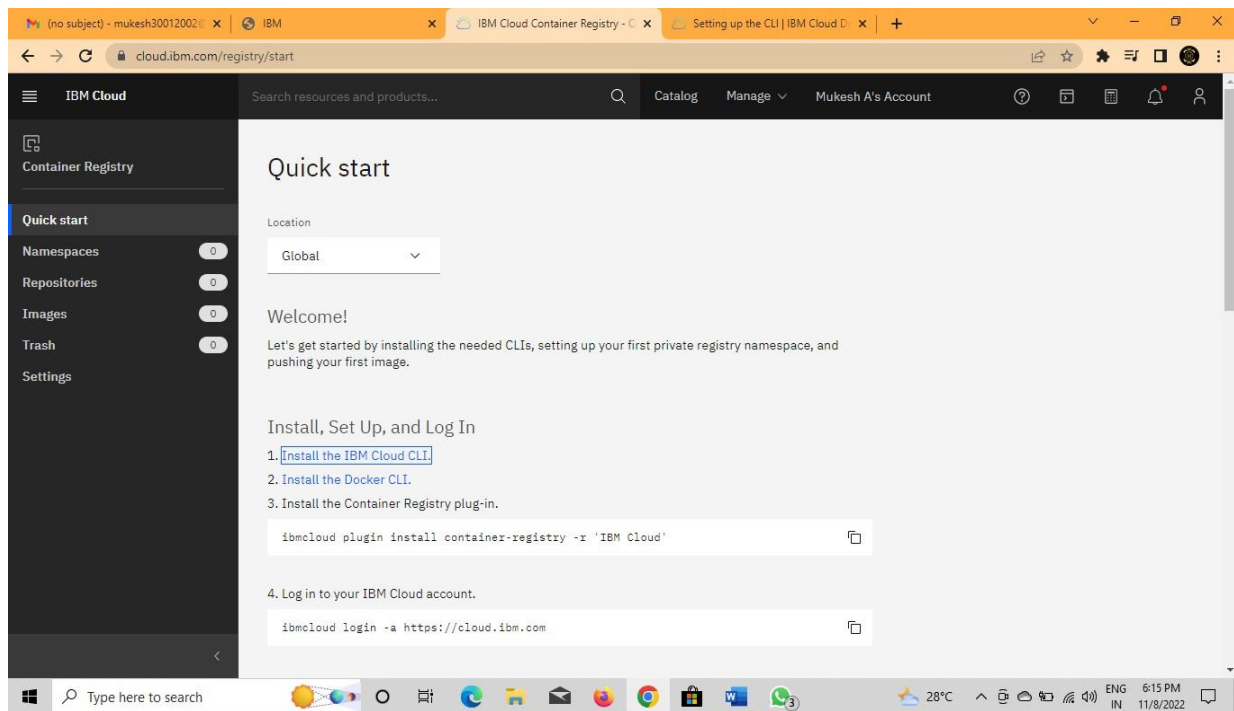 (no subject) - mukesh30012002
IBM
IBM Cloud Container Registry - C
Setting up the CLI | IBM Cloud D
cloud.ibm.com/registry/start
IBM Cloud
Search resources and products...
Catalog
Manage
Mukesh A's Account
Container Registry
Quick start
Namespaces 0
Repositories 0
Images 0
Trash 0
Settings
Quick start
Location
Global
Welcome!
Let's get started by installing the needed CLIs, setting up your first private registry namespace, and
pushing your first image.
Install, Set Up, and Log In
1. Install the IBM Cloud CLI.
2. Install the Docker CLI.
3. Install the Container Registry plug-in.
ibmcloud plugin install container-registry -r 'IBM Cloud'
4. Log in to your IBM Cloud account.
ibmcloud login -a https://cloud.ibm.com
Type here to search
W
3
28°C
ENG
IN
6:15 PM
11/8/2022